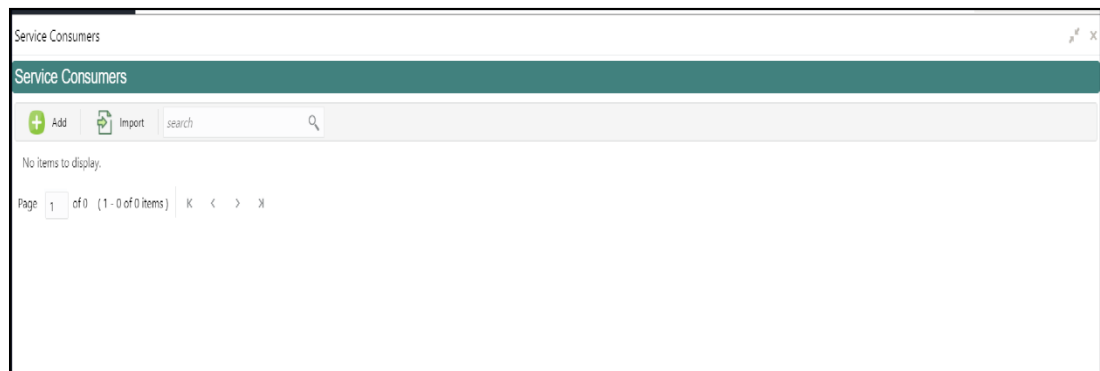 Service Consumers
Service Consumers
Add Import search
No items to display.
Page 1 of 0 (1 - 0 of 0 items)